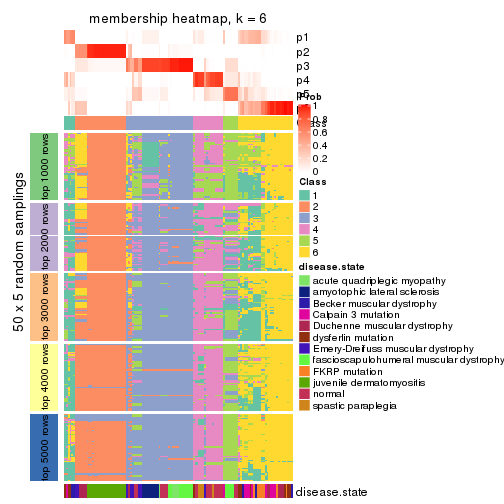 membership heatmap, k = 6
p1
p2
p3
p4
p5
Prob
1
0.8
0.6
0.4
0.2
0
Class
1
2
3
4
5
6
50 x 5 random samplings
top 1000 rows
top 2000 rows
top 3000 rows
top 4000 rows
top 5000 rows
disease.state
acute quadriplegic myopathy
amyotophic lateral sclerosis
Becker muscular dystrophy
Calpain 3 mutation
Duchenne muscular dystrophy
dysferlin mutation
Emery-Dreifuss muscular dystrophy
fascioscapulohumeral muscular dystrophy
FKRP mutation
juvenile dermatomyositis
normal
spastic paraplegia
disease.state